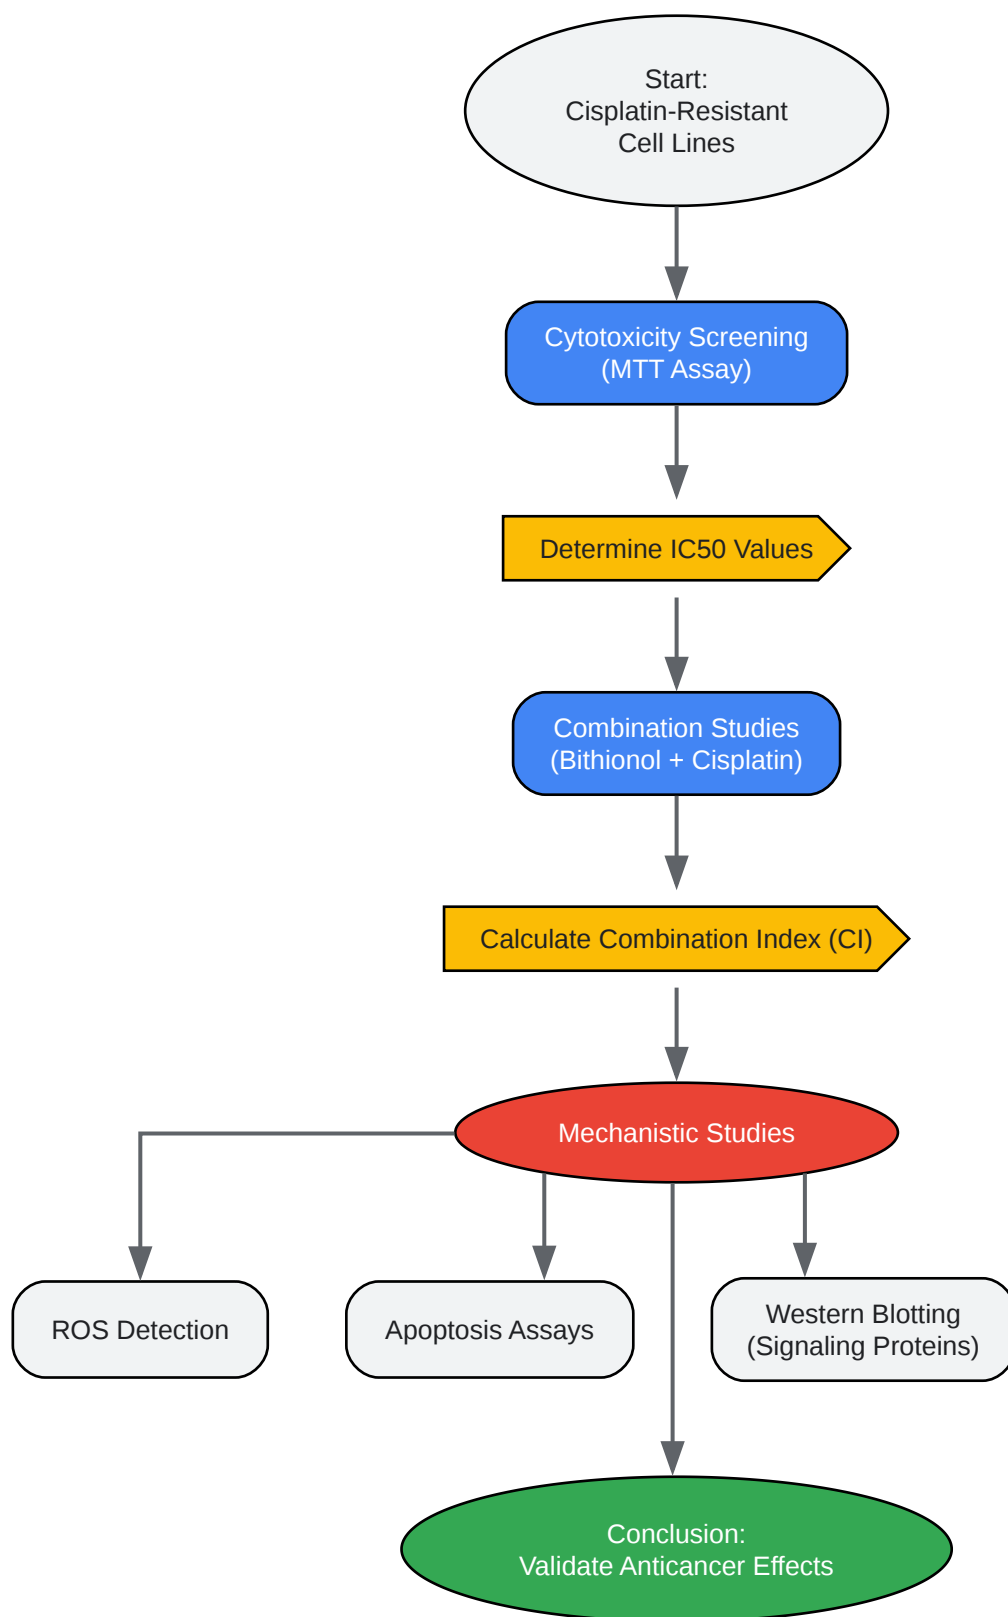 Start:
Cisplatin-Resistant
Cell Lines
Cytotoxicity Screening
(MTT Assay)
Determine IC50 Values
Combination Studies
(Bithionol + Cisplatin)
Calculate Combination Index (CI)
Mechanistic Studies
ROS Detection
Apoptosis Assays
Western Blotting
(Signaling Proteins)
Conclusion:
Validate Anticancer Effects